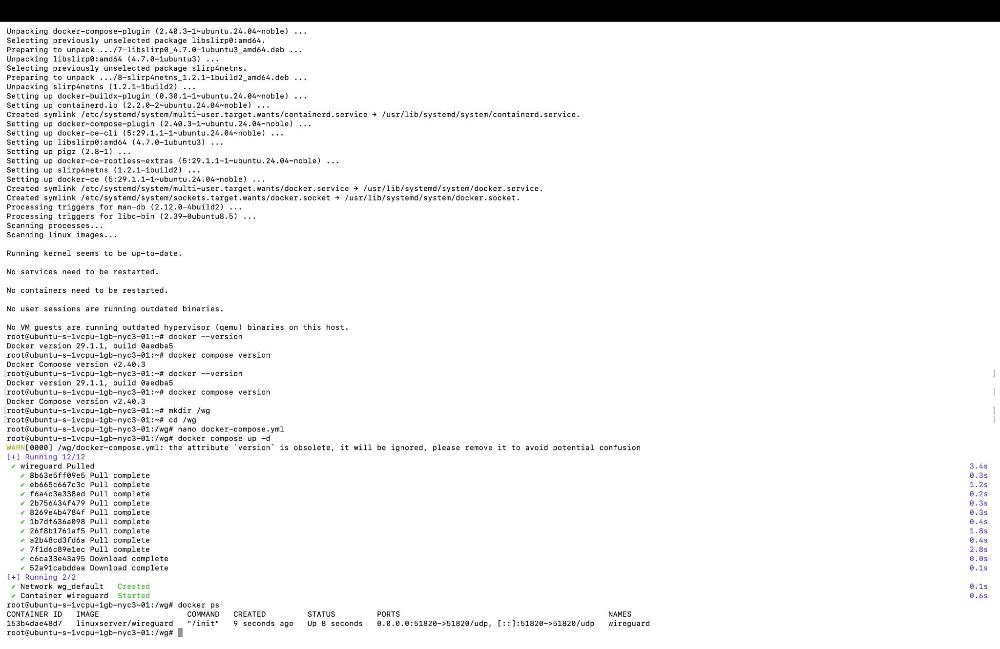 Unpacking docker-compose-plugin (2.40.3-1~ubuntu.24.04~noble) ...
Selecting previously unselected package libslirp0:amd64.
Preparing to unpack .../7-libslirp0_4.7.0-1ubuntu3_amd64.deb ...
Unpacking libslirp0:amd64 (4.7.0-1ubuntu3) ...
Selecting previously unselected package slirp4netns.
Preparing to unpack .../8-slirp4netns_1.2.1-1build2_amd64.deb ...
Unpacking slirp4netns (1.2.1-1build2) ...
Setting up docker-buildx-plugin (0.30.1-1~ubuntu.24.04~noble) ...
Setting up containerd.io (2.2.0-2~ubuntu.24.04~noble) ...
Created symlink /etc/systemd/system/multi-user.target.wants/containerd.service → /usr/lib/systemd/system/containerd.service.
Setting up docker-compose-plugin (2.40.3-1~ubuntu.24.04~noble) ...
Setting up docker-ce-cli (5:29.1.1-1~ubuntu.24.04~noble) ...
Setting up libslirp0:amd64 (4.7.0-1ubuntu3) ...
Setting up pigz (2.8-1) ...
Setting up docker-ce-rootless-extras (5:29.1.1-1~ubuntu.24.04~noble) ...
Setting up slirp4netns (1.2.1-1build2) ...
Setting up docker-ce (5:29.1.1-1~ubuntu.24.04~noble) ...
Created symlink /etc/systemd/system/multi-user.target.wants/docker.service → /usr/lib/systemd/system/docker.service.
Created symlink /etc/systemd/system/sockets.target.wants/docker.socket → /usr/lib/systemd/system/docker.socket.
Processing triggers for man-db (2.12.0-4build2) ...
Processing triggers for libc-bin (2.39-0ubuntu8.5) ...
Scanning processes...
Scanning linux images...
Running kernel seems to be up-to-date.
No services need to be restarted.
No containers need to be restarted.
No user sessions are running outdated binaries.
No VM guests are running outdated hypervisor (qemu) binaries on this host.
root@ubuntu-s-1vcpu-1gb-nyc3-01:~# docker --version
Docker version 29.1.1, build 0aedba5
root@ubuntu-s-1vcpu-1gb-nyc3-01:~# docker compose version
Docker Compose version v2.40.3
[root@ubuntu-s-1vcpu-1gb-nyc3-01:~# docker --version ]
Docker version 29.1.1, build 0aedba5
[root@ubuntu-s-1vcpu-1gb-nyc3-01:~# docker compose version ]
Docker Compose version v2.40.3
[root@ubuntu-s-1vcpu-1gb-nyc3-01:~# mkdir /wg ]
[root@ubuntu-s-1vcpu-1gb-nyc3-01:~# cd /wg ]
root@ubuntu-s-1vcpu-1gb-nyc3-01:/wg# nano docker-compose.yml
root@ubuntu-s-1vcpu-1gb-nyc3-01:/wg# docker compose up -d
WARN[0000] /wg/docker-compose.yml: the attribute `version` is obsolete, it will be ignored, please remove it to avoid potential confusion
[+] Running 12/12
✔ wireguard Pulled 3.4s
✔ 8b63e5ff09e5 Pull complete 0.3s
✔ eb665c667c3c Pull complete 1.2s
✔ f6a4c3e338ed Pull complete 0.2s
✔ 2b756434f479 Pull complete 0.3s
✔ 8269e4b4784f Pull complete 0.3s
✔ 1b7df636a098 Pull complete 0.4s
✔ 26f8b1761af5 Pull complete 1.8s
✔ a2b48cd3fd6a Pull complete 0.4s
✔ 7f1d6c89e1ec Pull complete 2.8s
✔ c6ca33e43a95 Download complete 0.0s
✔ 52a91cabddaa Download complete 0.1s
[+] Running 2/2
✔ Network wg_default Created 0.1s
✔ Container wireguard Started 0.6s
root@ubuntu-s-1vcpu-1gb-nyc3-01:/wg# docker ps
CONTAINER ID IMAGE COMMAND CREATED STATUS PORTS NAMES
153b4dae48d7 linuxserver/wireguard "/init" 9 seconds ago Up 8 seconds 0.0.0.0:51820->51820/udp, [::]:51820->51820/udp wireguard
root@ubuntu-s-1vcpu-1gb-nyc3-01:/wg#